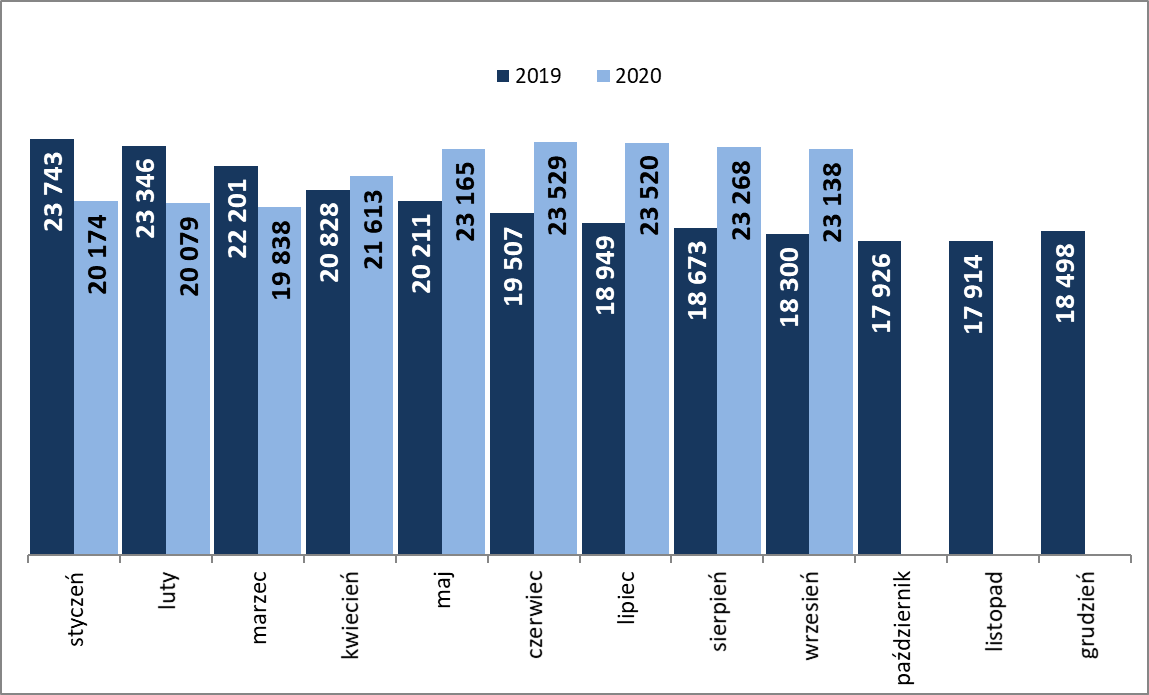 2019
2020
23 743
20 174
23 346
20 079
22 201
19 838
20 828
21 613
20 211
23 165
19 507
23 529
18 949
23 520
18 673
23 268
18 300
23 138
17 926
17 914
18 498
styczeń
luty
marzec
kwiecień
maj
czerwiec
lipiec
sierpień
wrzesień
październik
listopad
grudzień